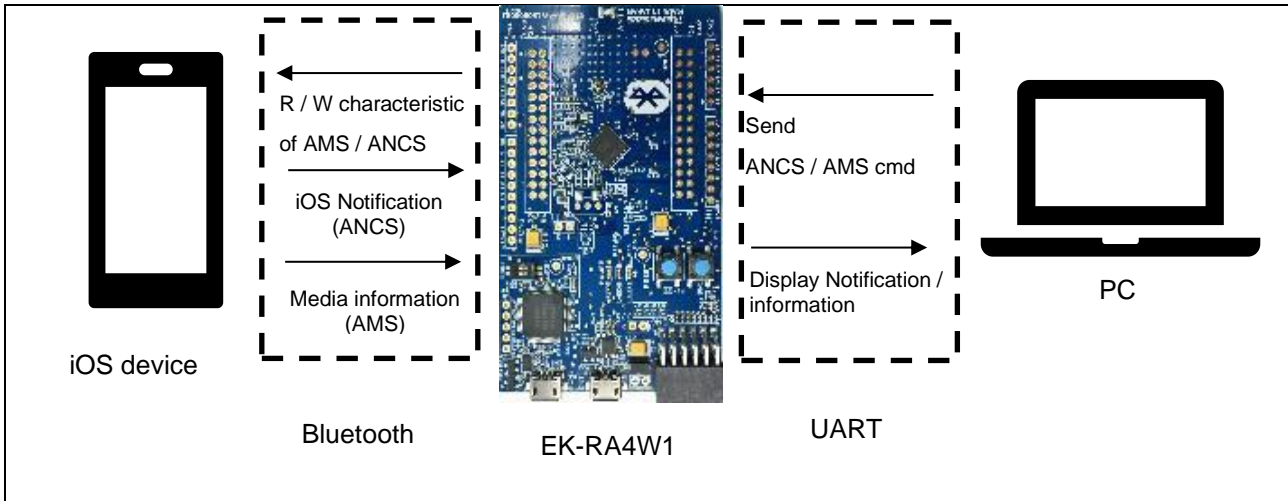 R / W characteristic
of AMS / ANCS
iOS Notification
(ANCS)
Media information
(AMS)
iOS device
Bluetooth
EK-RA4W1
Send
ANCS / AMS cmd
Display Notification /
information
UART
PC